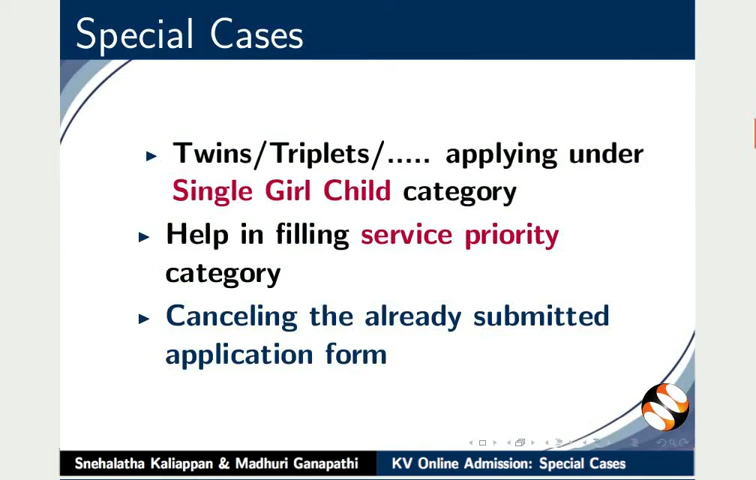 Special Cases
Twins/Triplets/..... applying under
Single Girl Child category
Help in filling service priority
category
Canceling the already submitted
application form
Snehalatha Kaliappan & Madhuri Ganapathi KV Online Admission: Special Cases